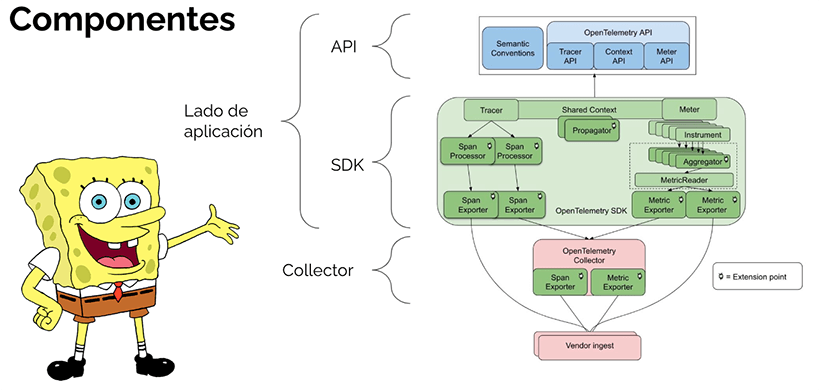 Componentes
API
Lado de
aplicación
SDK
Collector
Semantic
Conventions
OpenTelemetry API
Tracer
API
Context
API
Meter
API
Tracer
Shared Context
Meter
Propagator
Instrument
Span
Processor
Span
Processor
Aggregator
MetricReader
Span
Exporter
Span
Exporter
OpenTelemetry SDK
Metric
Exporter
Metric
Exporter
OpenTelemetry
Collector
Span
Exporter
Metric
Exporter
= Extension point
Vendor ingest